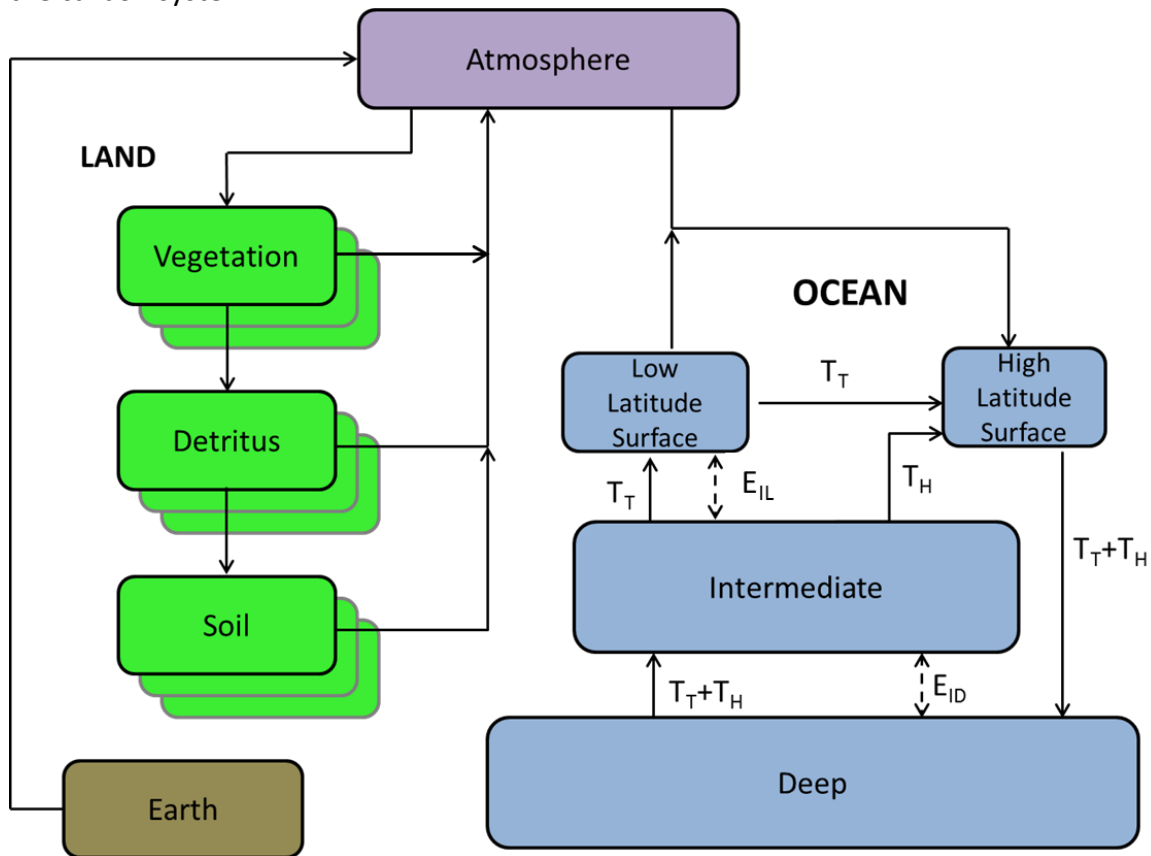 Atmosphere
LAND
Vegetation
OCEAN
Low
Latitude
Surface
High
Latitude
Surface
T_T
Detritus
T_T
E_IL
T_H
T_T+T_H
Intermediate
Soil
T_T+T_H
E_ID
Deep
Earth